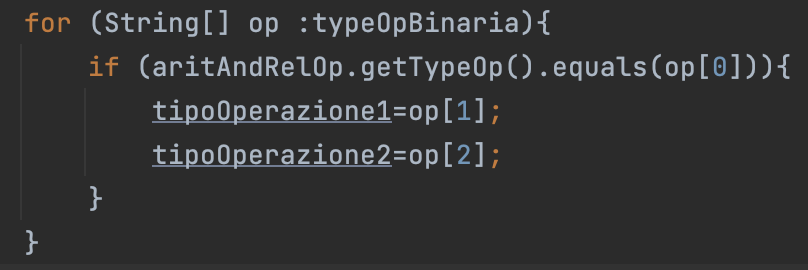 for (String[] op :typeOpBinaria){
    if (aritAndRelOp.getTypeOp().equals(op[0])){
        tipoOperazione1=op[1];
        tipoOperazione2=op[2];
    }
}